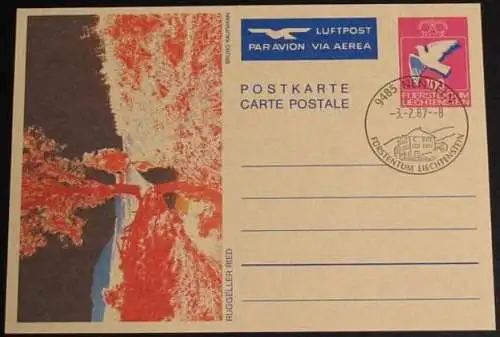 BRUNO KAUFMANN
RUGGELLER RIED
LUFTPOST
PAR AVION VIA AEREA
POSTKARTE
CARTE POSTALE
FUERSTENTUM
LIECHTENSTEIN
9485
-3.-2.87.-8
FÜRSTENTUM LIECHTENSTEIN